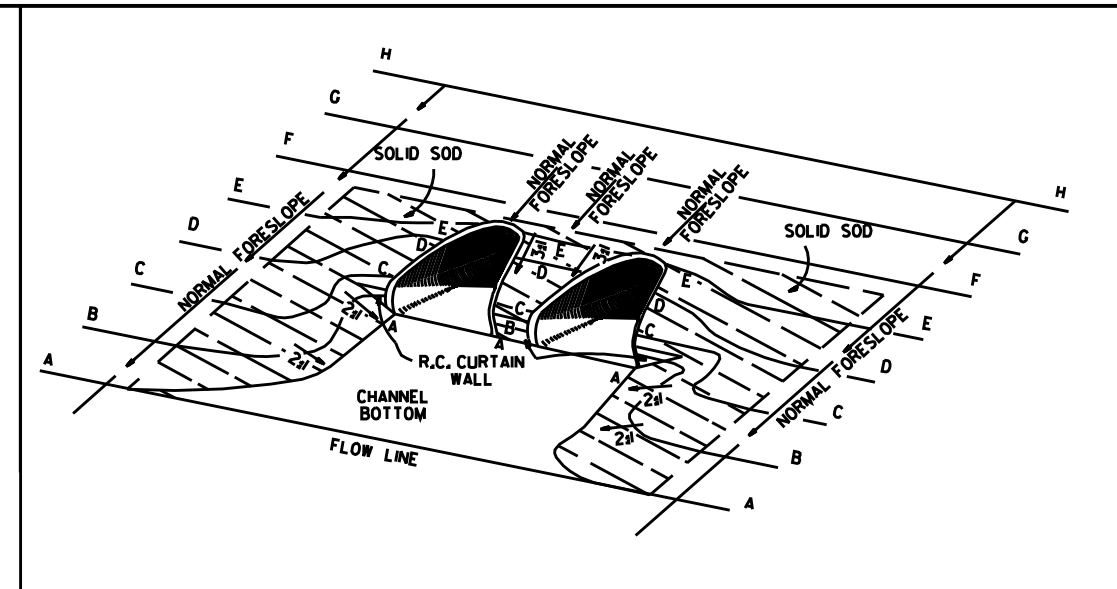 H
G
F
SOLID SOD
E
D
C
B
A
NORMAL FORESLOPE
NORMAL
FORESLOPE
NORMAL
FORESLOPE
NORMAL
FORESLOPE
H
SOLID SOD
G
F
E
D
C
B
A
NORMAL FORESLOPE
E
D
C
A
3:1
E
D
3:1
C
B
A
E
D
C
A
2:1
2:1
2:1
2:1
R.C. CURTAIN
WALL
CHANNEL
BOTTOM
FLOW LINE